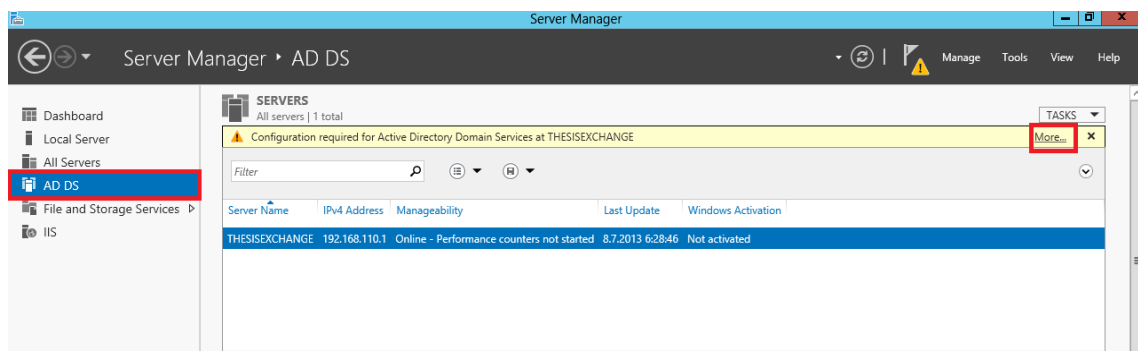 Server Manager
Server Manager ‣ AD DS
Manage Tools View Help
Dashboard
Local Server
All Servers
AD DS
File and Storage Services
IIS
SERVERS
All servers | 1 total
TASKS
Configuration required for Active Directory Domain Services at THESISEXCHANGE
More...
Filter
Server Name IPv4 Address Manageability Last Update Windows Activation
THESISEXCHANGE 192.168.110.1 Online - Performance counters not started 8.7.2013 6:28:46 Not activated